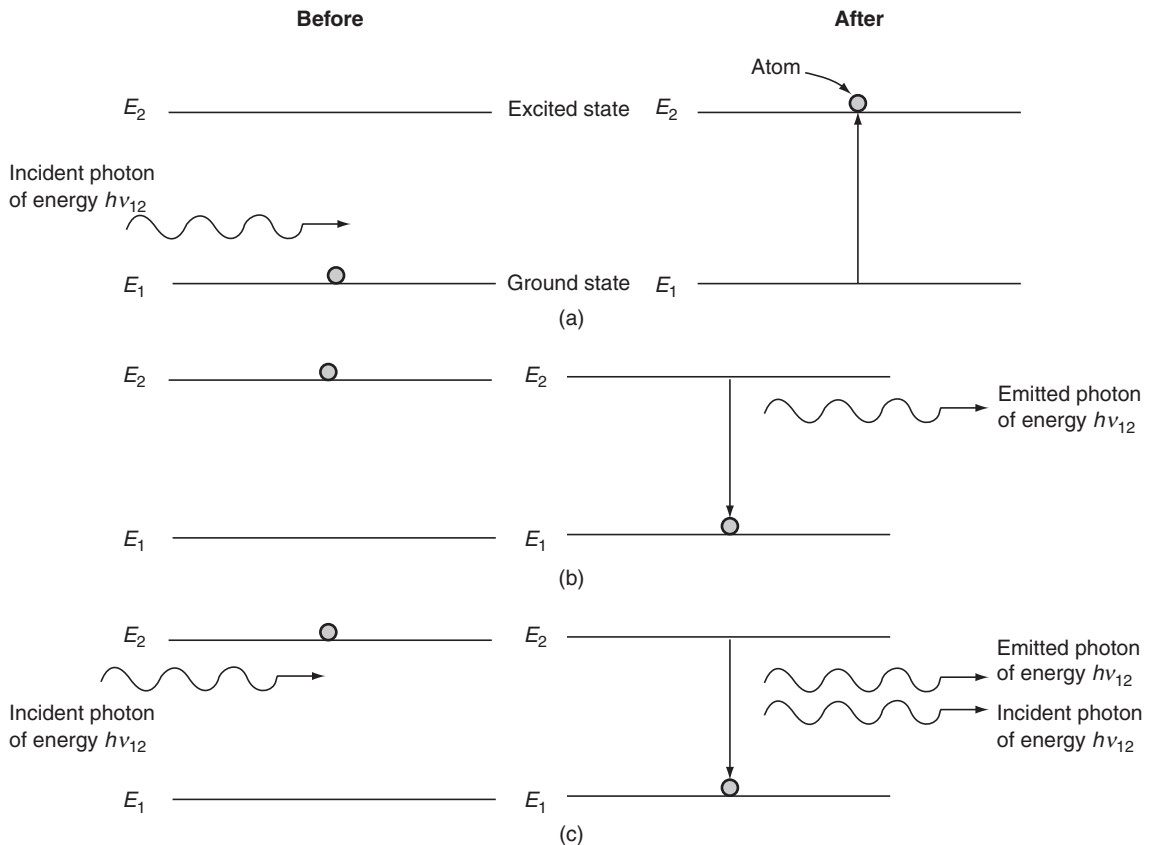 Before
After
Atom
E2
Excited state
E2
Incident photon
of energy hν12
E1
Ground state
E1
(a)
E2
E2
Emitted photon
of energy hν12
E1
E1
(b)
E2
E2
Emitted photon
of energy hν12
Incident photon
of energy hν12
Incident photon
of energy hν12
E1
E1
(c)